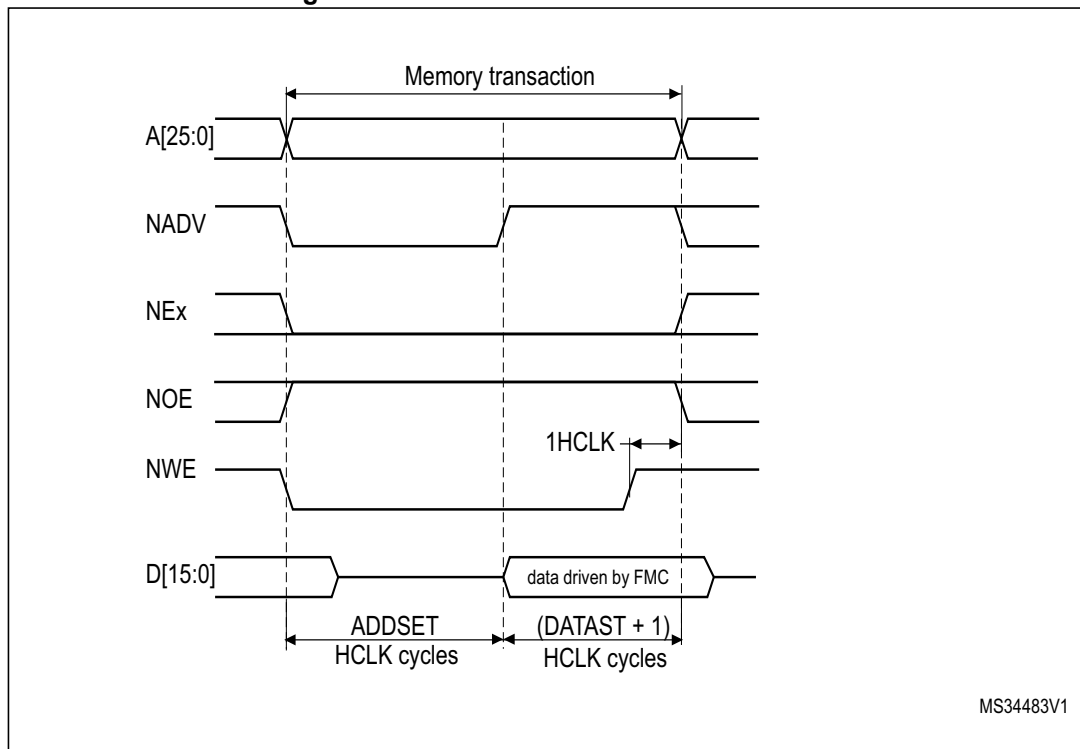 Memory transaction
A[25:0]
NADV
NEx
NOE
1HCLK
NWE
D[15:0]
data driven by FMC
ADDSET
HCLK cycles
(DATAST + 1)
HCLK cycles
MS34483V1